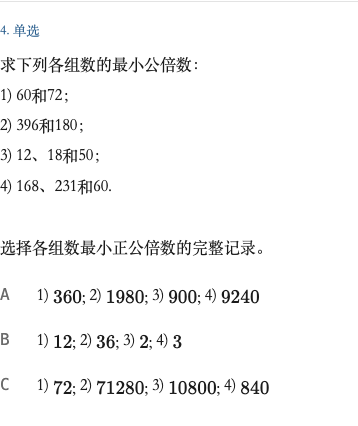 4. 单选
求下列各组数的最小公倍数：
1) 60和72；
2) 396和180；
3) 12、18和50；
4) 168、231和60.
选择各组数最小正公倍数的完整记录。
A 1) 360; 2) 1980; 3) 900; 4) 9240
B 1) 12; 2) 36; 3) 2; 4) 3
C 1) 72; 2) 71280; 3) 10800; 4) 840